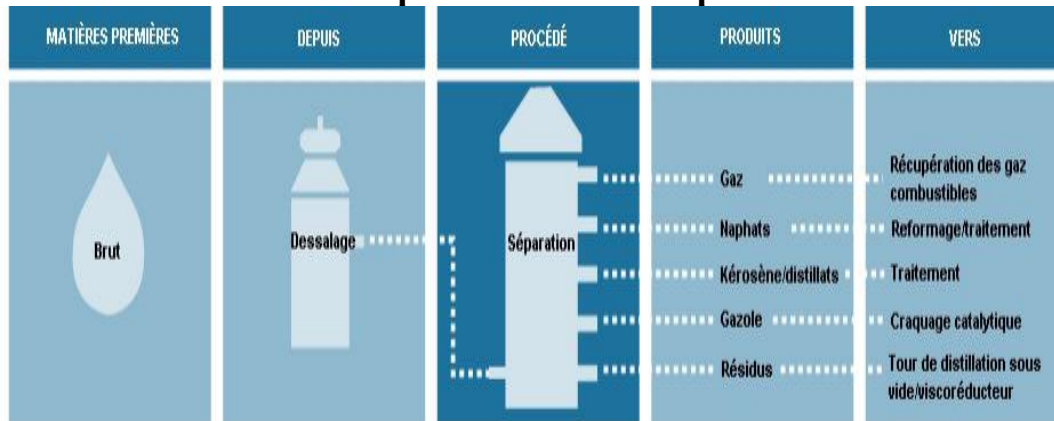 MATIÈRES PREMIÈRES
DEPUIS
PROCÉDÉ
PRODUITS
VERS
Brut
Dessalage
Séparation
Gaz
Récupération des gaz
combustibles
Naphats
Reformage/traitement
Kérosène/distillats
Traitement
Gazole
Craquage catalytique
Résidus
Tour de distillation sous
vide/viscoréducteur